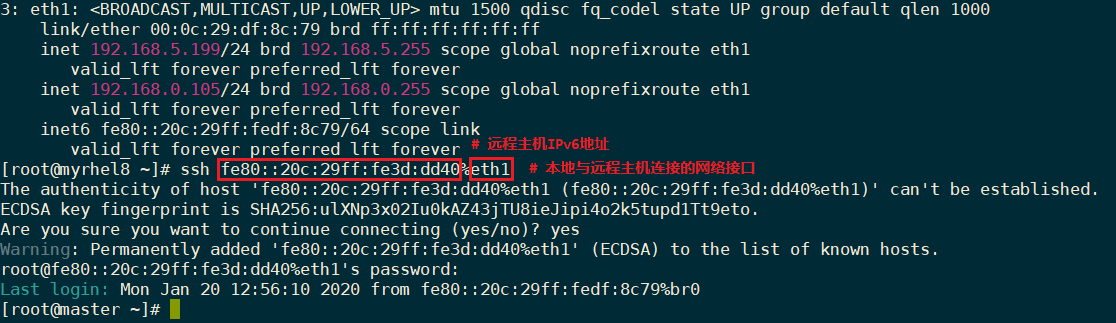 3: eth1: <BROADCAST,MULTICAST,UP,LOWER_UP> mtu 1500 qdisc fq_codel state UP group default qlen 1000
link/ether 00:0c:29:df:8c:79 brd ff:ff:ff:ff:ff:ff
inet 192.168.5.199/24 brd 192.168.5.255 scope global noprefixroute eth1
valid_lft forever preferred_lft forever
inet 192.168.0.105/24 brd 192.168.0.255 scope global noprefixroute eth1
valid_lft forever preferred_lft forever
inet6 fe80::20c:29ff:fedf:8c79/64 scope link
valid_lft forever preferred_lft forever # 远程主机IPv6地址
[root@myrhel8 ~]# ssh fe80::20c:29ff:fe3d:dd40%eth1 # 本地与远程主机连接的网络接口
The authenticity of host 'fe80::20c:29ff:fe3d:dd40%eth1 (fe80::20c:29ff:fe3d:dd40%eth1)' can't be established.
ECDSA key fingerprint is SHA256:ulXNp3x02Iu0kAZ43jTU8ieJipi4o2k5tupd1Tt9eto.
Are you sure you want to continue connecting (yes/no)? yes
Warning: Permanently added 'fe80::20c:29ff:fe3d:dd40%eth1' (ECDSA) to the list of known hosts.
root@fe80::20c:29ff:fe3d:dd40%eth1's password:
Last login: Mon Jan 20 12:56:10 2020 from fe80::20c:29ff:fedf:8c79%br0
[root@master ~]#